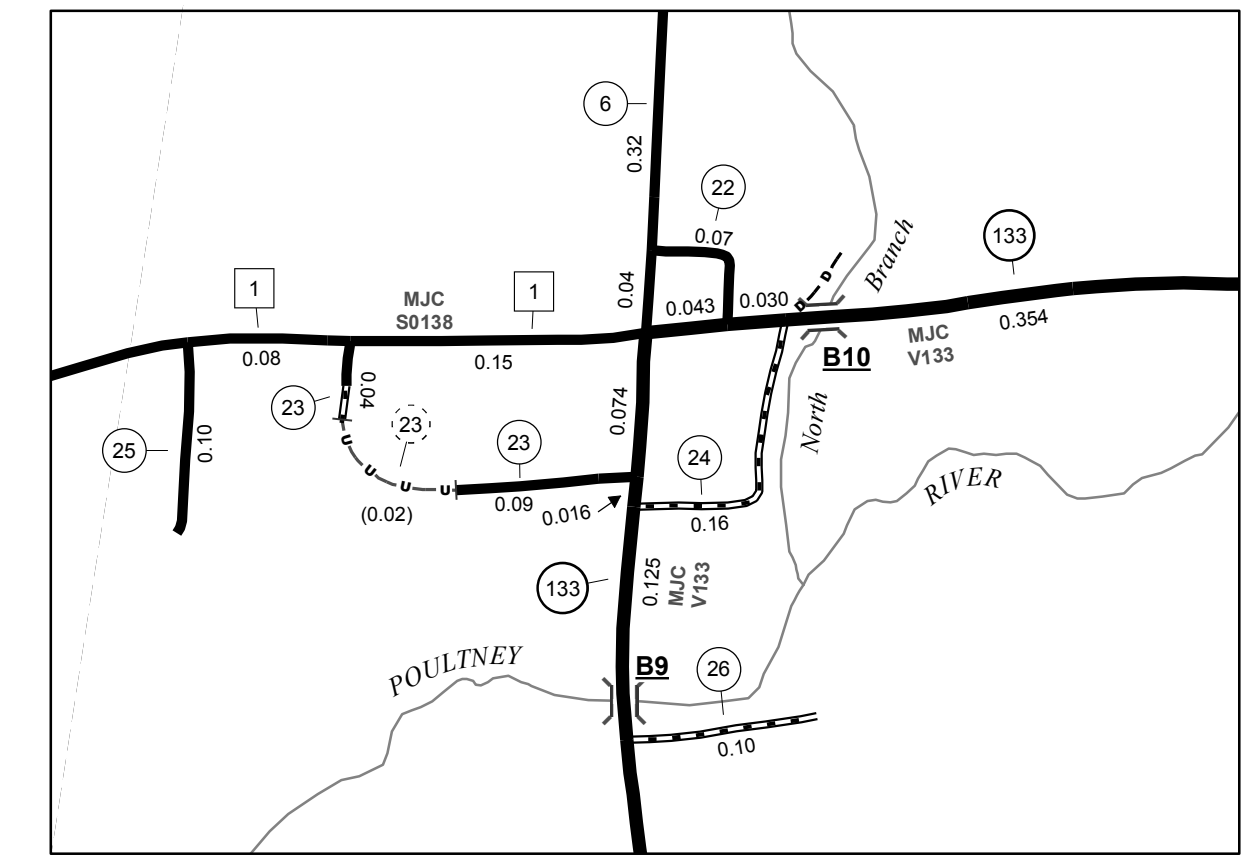 6
0.32
22
0.07
133
Branch
0.04
D
D
1
1
MJC
S0138
0.043
0.030
0.354
MJC
V133
0.08
0.15
B10
23
0.04
23
0.074
North
25
0.10
U
U
U
U
23
24
RIVER
(0.02)
0.09
0.016
0.16
133
0.125
MJC
V133
POULTNEY
B9
26
0.10